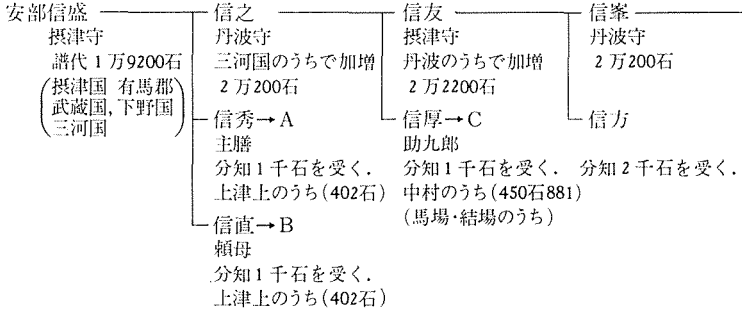 安部信盛 信之 信友 信峯
摂津守 丹波守 摂津守 丹波守
譜代1万9200石 三河国のうちで加増 丹波のうちで加増 2万200石
(摂津国 有馬郡 2万200石 2万2200石
武蔵国,下野国
三河国)
信秀→A 信厚→C 信方
主膳 助九郎
分知1千石を受く. 分知1千石を受く. 分知2千石を受く.
上津上のうち(402石) 中村のうち(450石881)
(馬場・結場のうち)
信直→B
頼母
分知1千石を受く.
上津上のうち(402石)